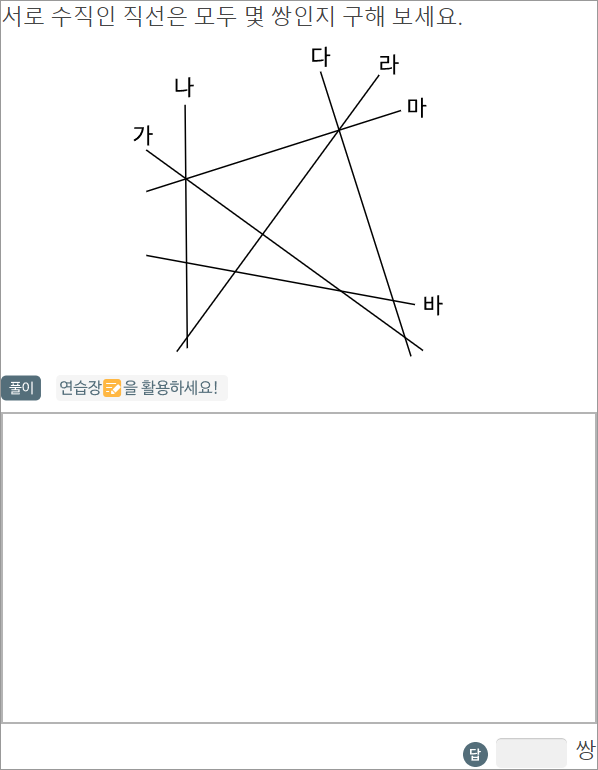 서로 수직인 직선은 모두 몇 쌍인지 구해 보세요.
다
라
나
마
가
바
풀이 연습장을 활용하세요!
답 쌍